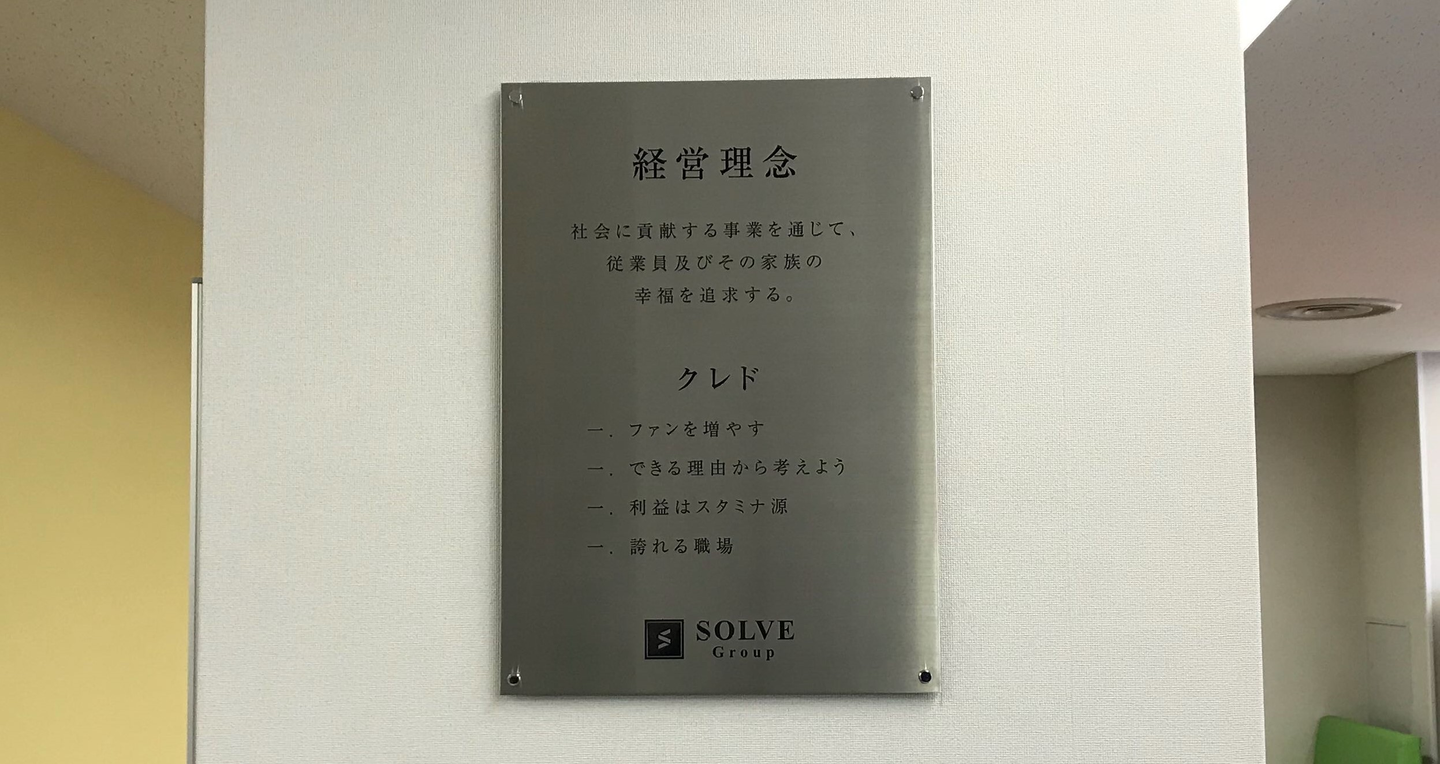 経営理念
社会に貢献する事業を通じて、
従業員及びその家族の
幸福を追求する。
クレド
一．ファンを増やす
一．できる理由から考えよう
一．利益はスタミナ源
一．誇れる職場
SOLVE
Group